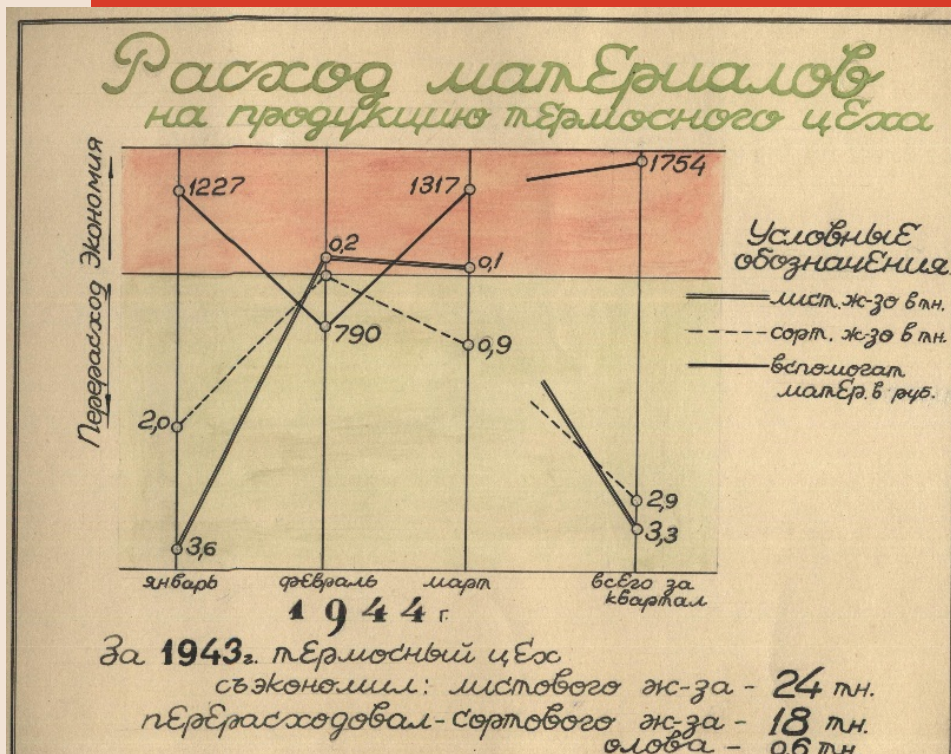 Расход материалов
на продукцию термосного цеха
Экономия
Перерасход
1227
0,2
1317
0,1
1754
790
0,9
2,0
3,6
2,9
3,3
Условные
обозначения
лист. ж-зо в тн.
сорт. ж-зо в тн.
вспомогат
матер. в руб.
январь февраль март всего за
квартал
1944 г.
За 1943г. термосный цех
съэкономил: листового ж-за - 24 тн.
перерасходовал-сортового ж-за - 18 тн.
олова - 0,6 тн.